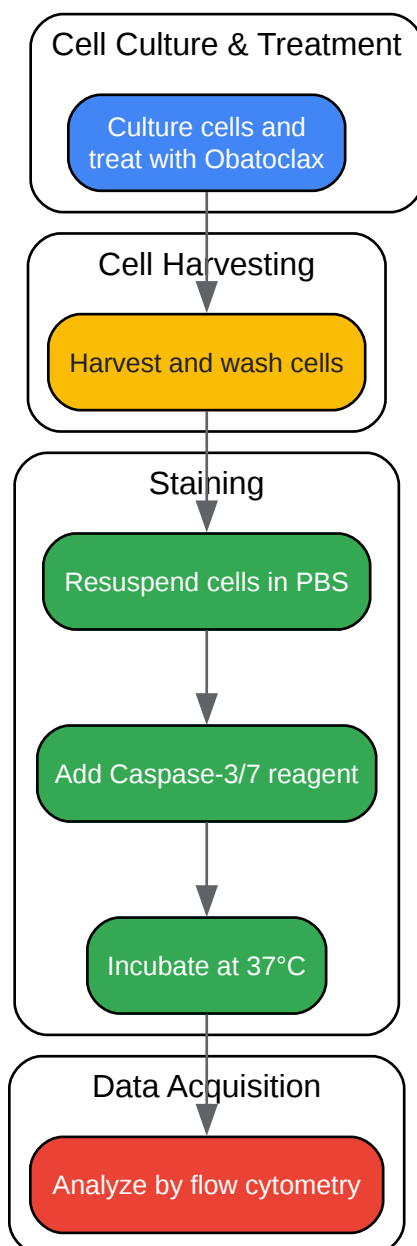 Cell Culture & Treatment
Culture cells and
treat with Obatoclax
Cell Harvesting
Harvest and wash cells
Staining
Resuspend cells in PBS
Add Caspase-3/7 reagent
Incubate at 37°C
Data Acquisition
Analyze by flow cytometry